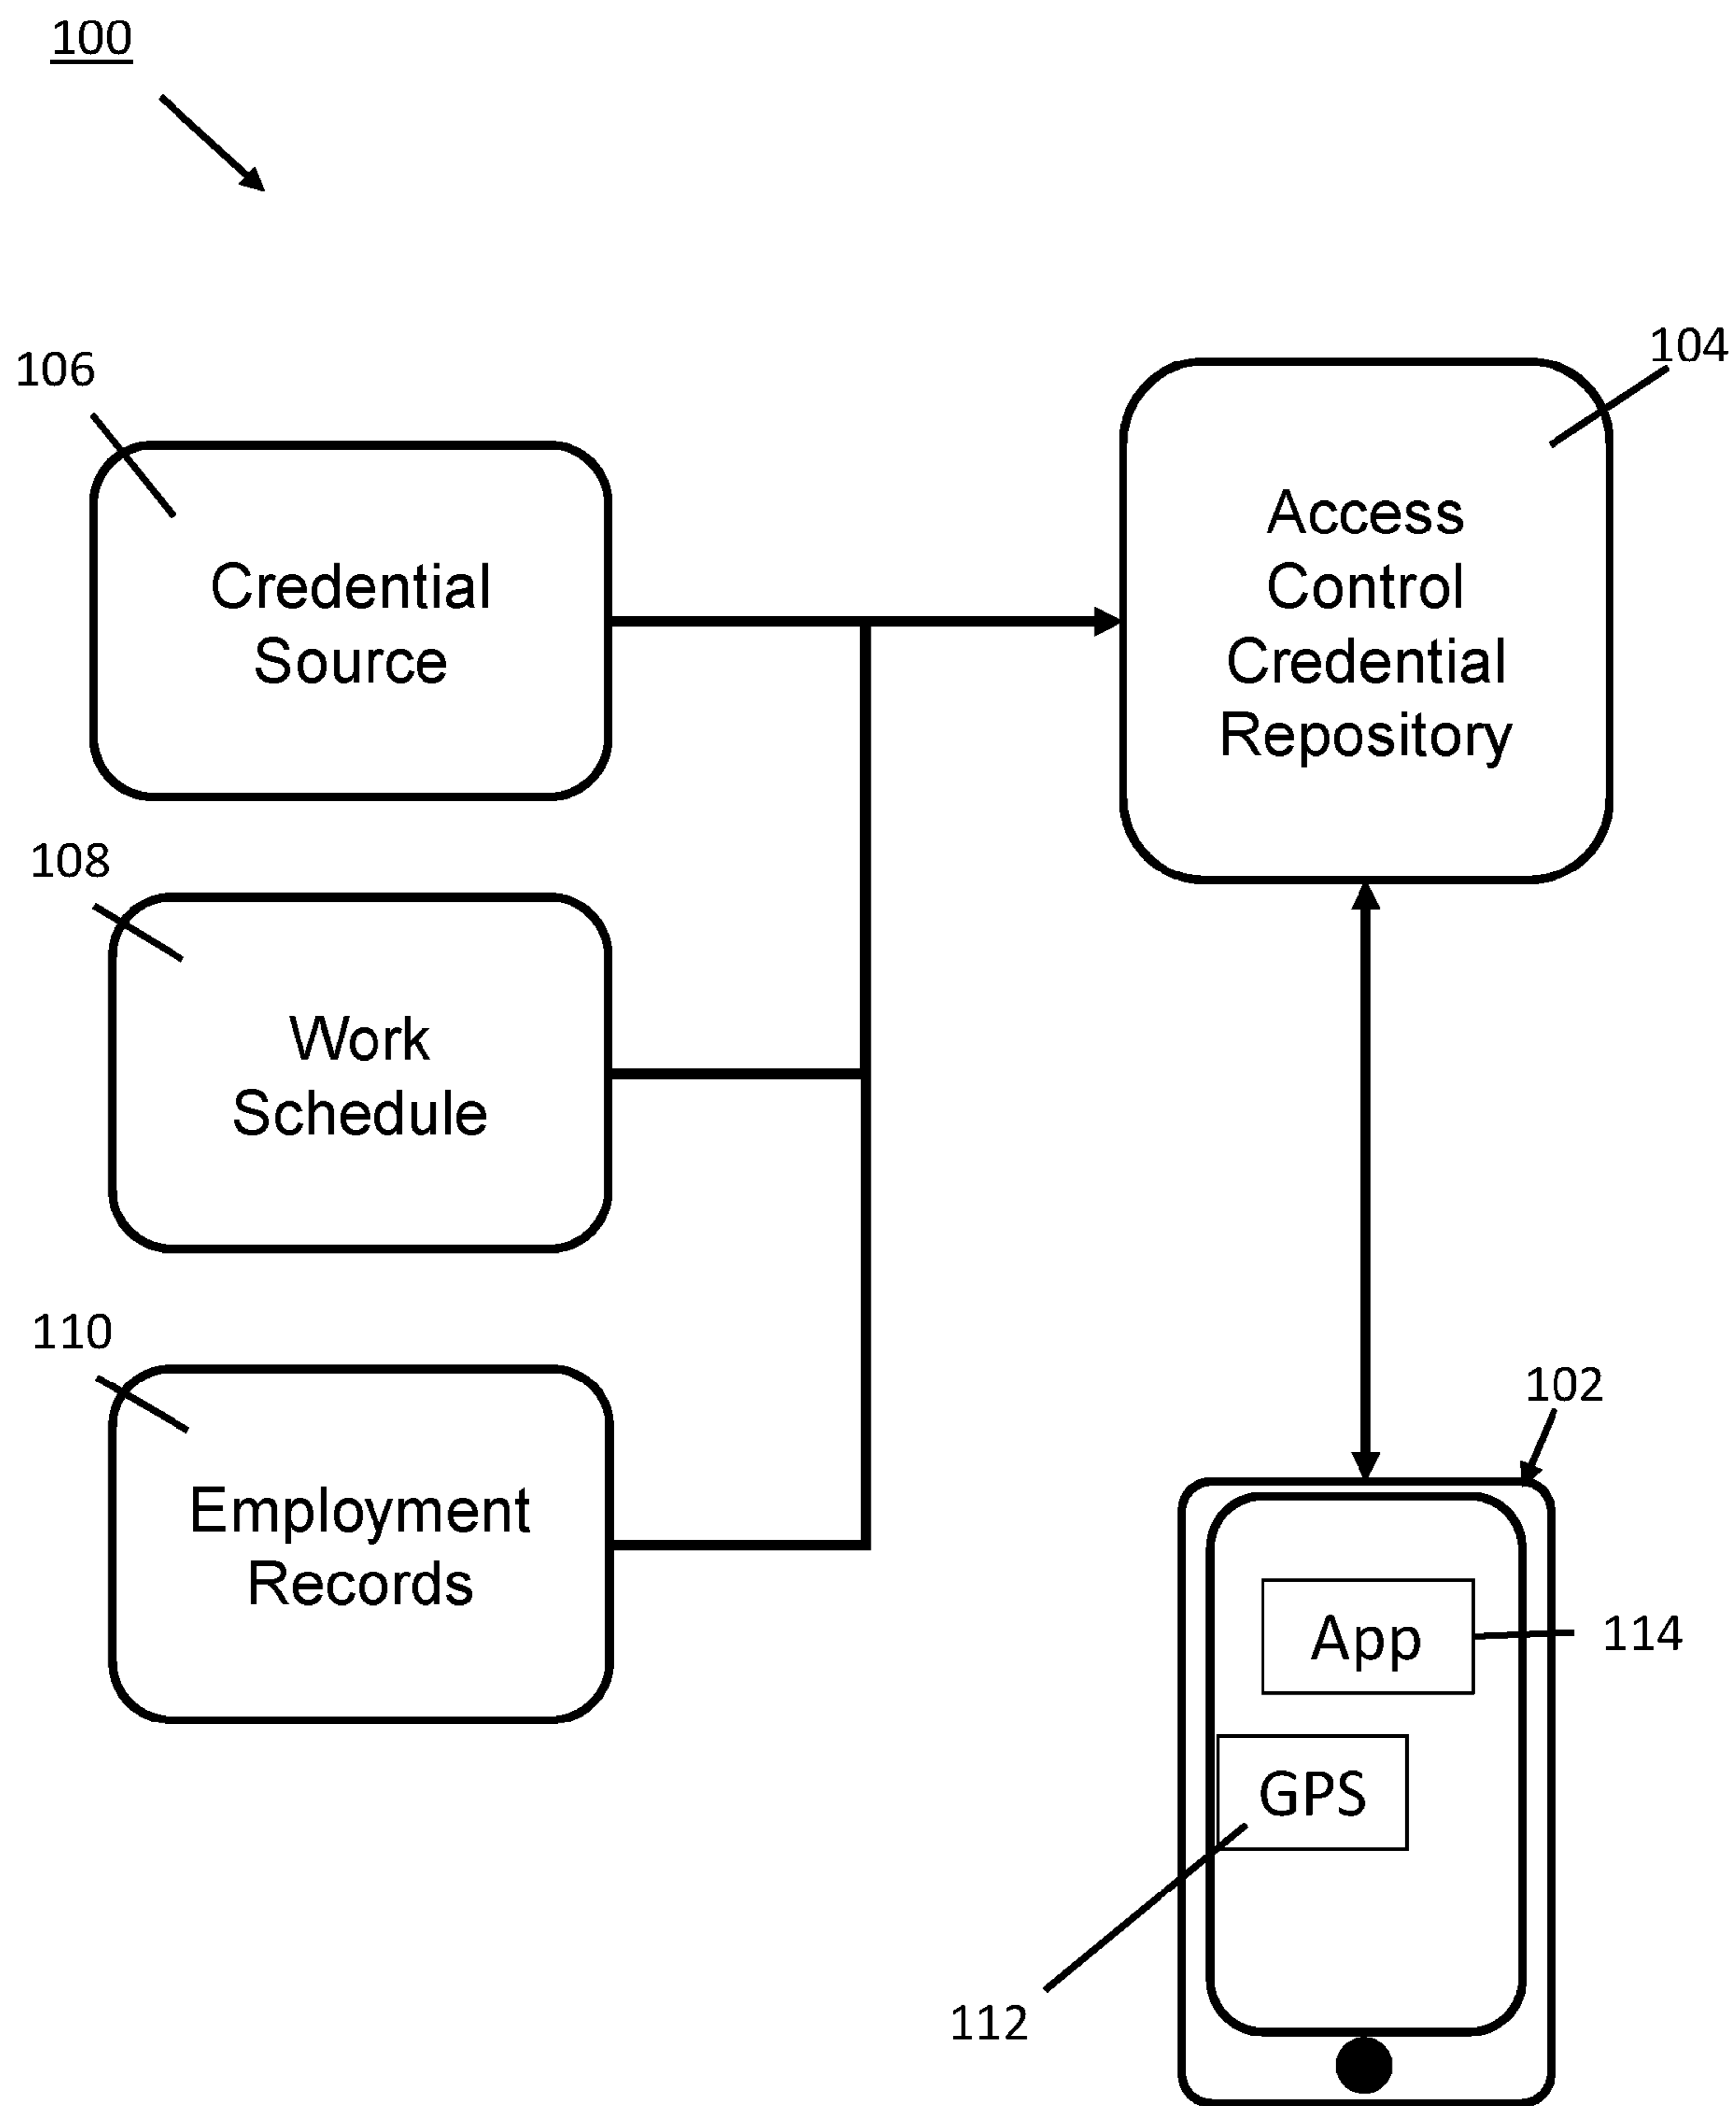 100
106
104
Credential
Source
Access
Control
Credential
Repository
108
Work
Schedule
110
Employment
Records
102
App
114
GPS
112